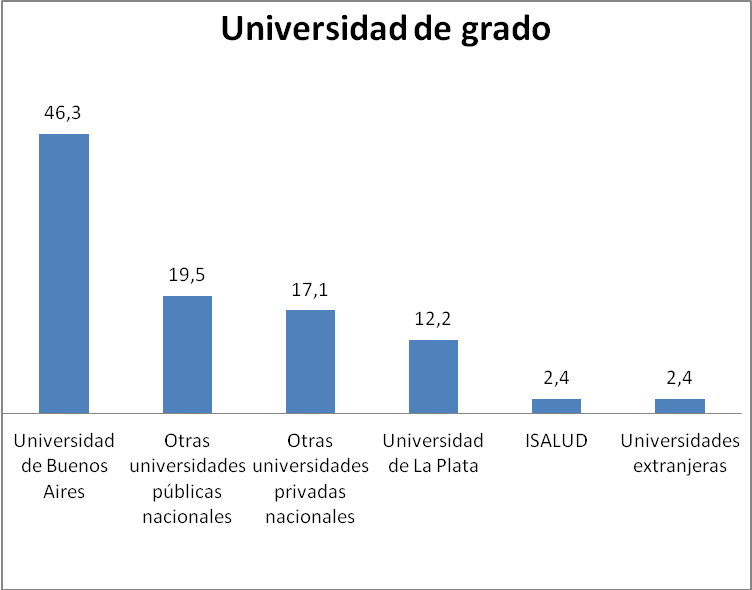 Universidad de grado
46,3
19,5
17,1
12,2
2,4
2,4
Universidad
de Buenos
Aires
Otras
universidades
públicas
nacionales
Otras
universidades
privadas
nacionales
Universidad
de La Plata
ISALUD
Universidades
extranjeras